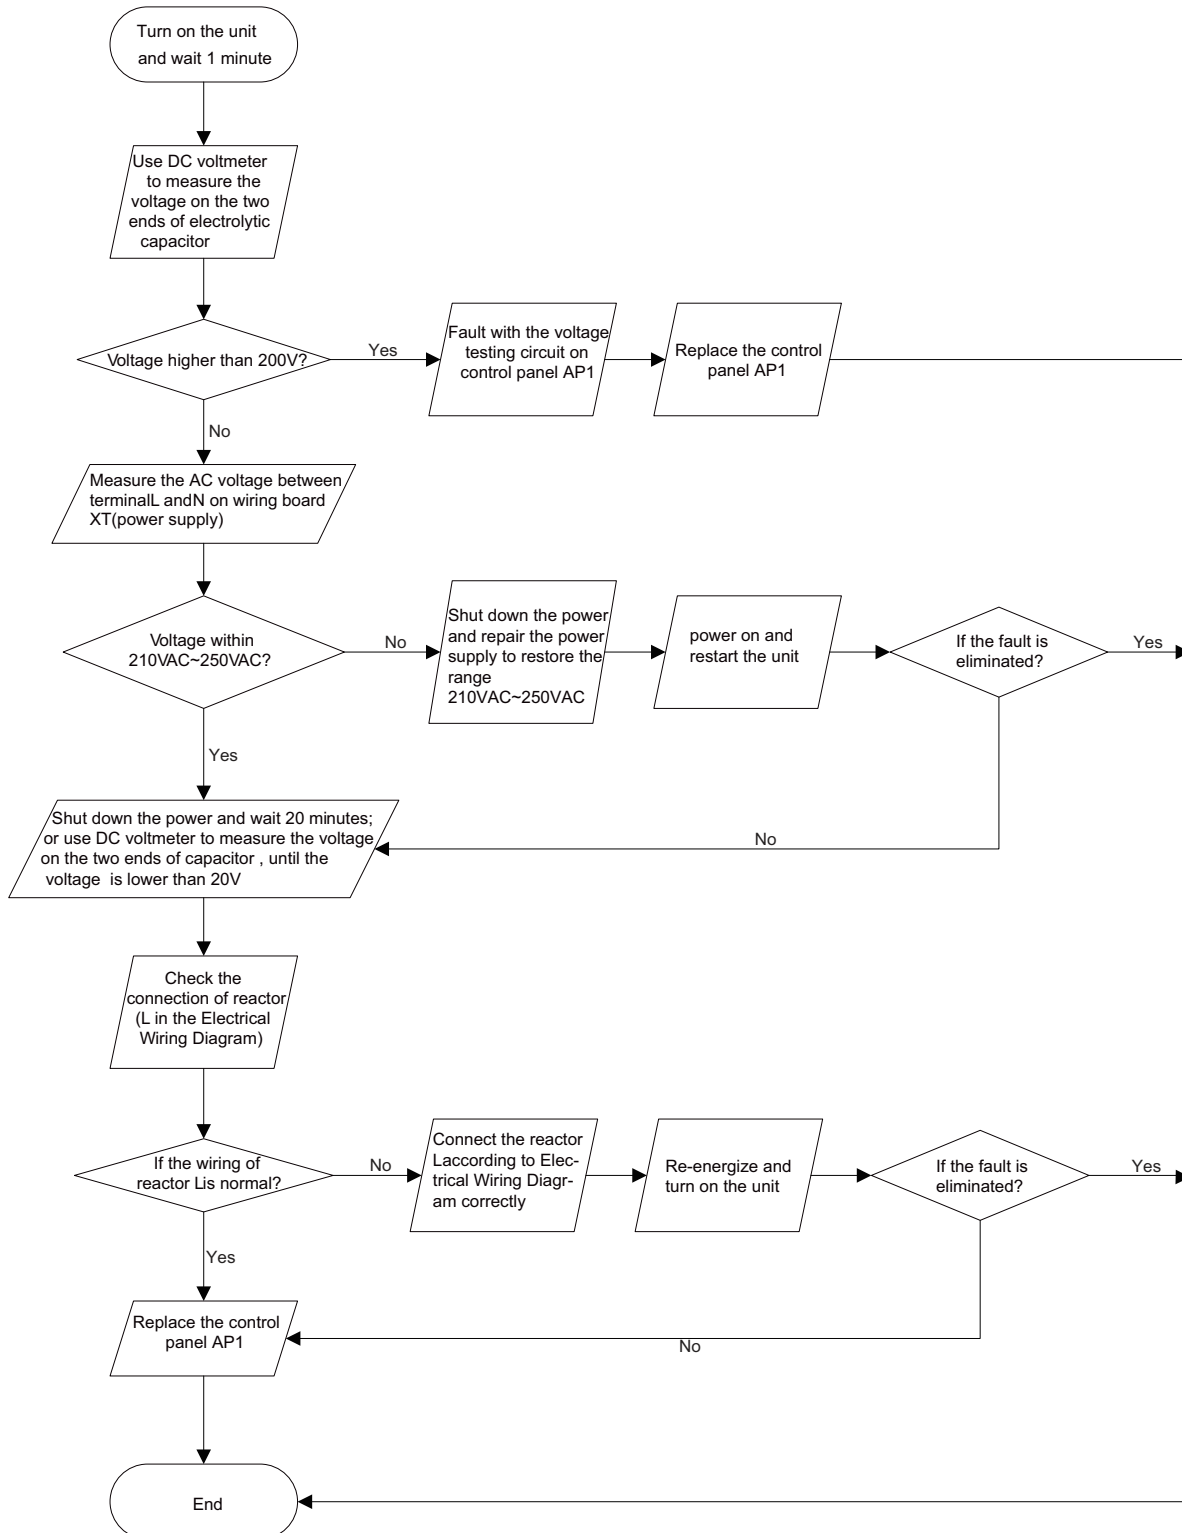 Turn on the unit
and wait 1 minute
Use DC voltmeter
to measure the
voltage on the two
ends of electrolytic
capacitor
Voltage higher than 200V?
Yes
Fault with the voltage
testing circuit on
control panel AP1
Replace the control
panel AP1
No
Measure the AC voltage between
terminalL andN on wiring board
XT(power supply)
Voltage within
210VAC~250VAC?
No
Shut down the power
and repair the power
supply to restore the
range
210VAC~250VAC
power on and
restart the unit
If the fault is
eliminated?
Yes
Yes
No
Shut down the power and wait 20 minutes;
or use DC voltmeter to measure the voltage
on the two ends of capacitor , until the
voltage is lower than 20V
Check the
connection of reactor
(L in the Electrical
Wiring Diagram)
If the wiring of
reactor Lis normal?
No
Connect the reactor
Laccording to Elec-
trical Wiring Diagr-
am correctly
Re-energize and
turn on the unit
If the fault is
eliminated?
Yes
Yes
No
Replace the control
panel AP1
End